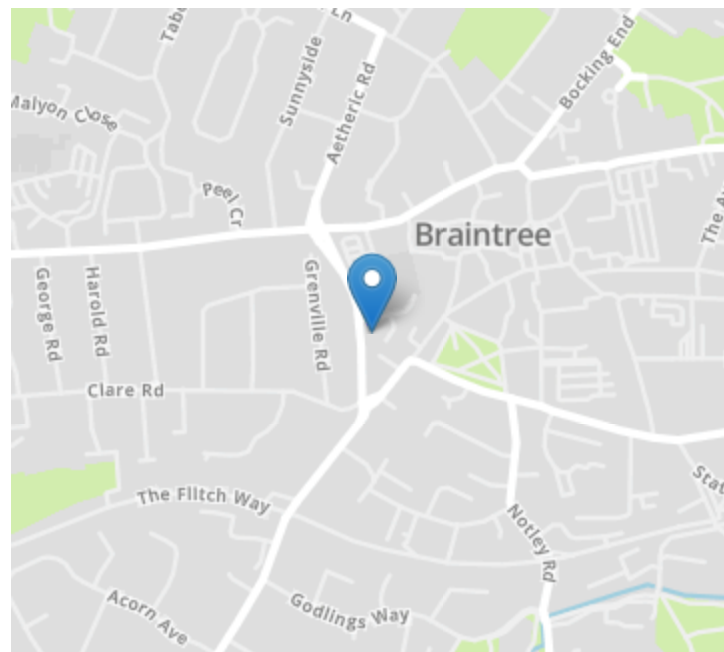 Ln
Sunnyside
Aetheric Rd
Bocking End
Malyon Close
Peel Cr
Braintree
George Rd
Harold Rd
Grenville Rd
Clare Rd
The Flitch Way
Notley Rd
Acorn Ave
Godlings Way